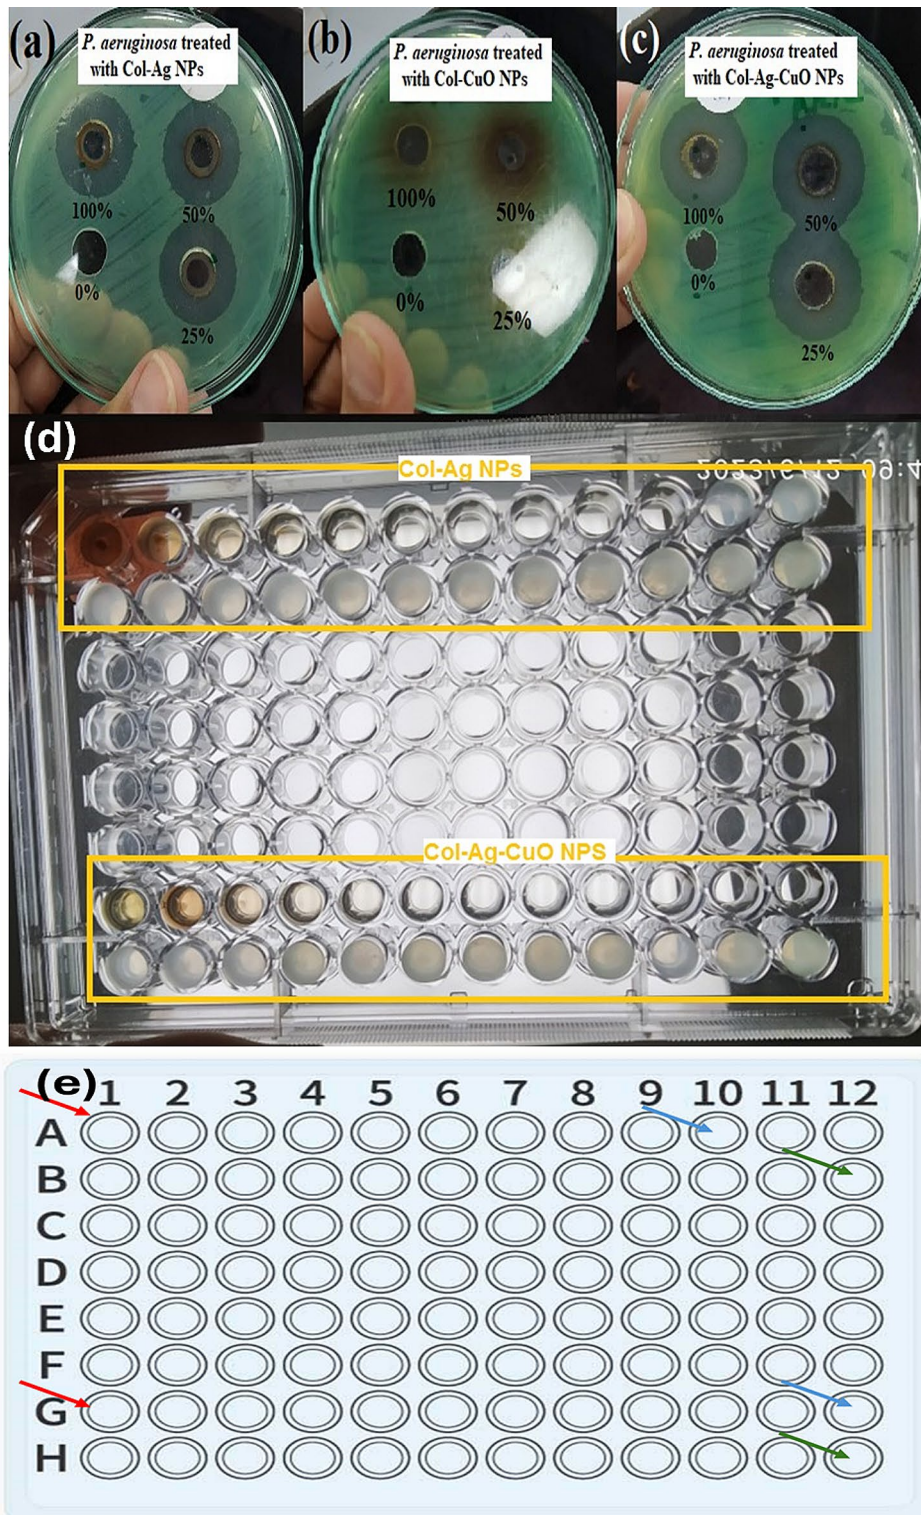 (a)
P. aeruginosa treated
with Col-Ag NPs
100%
50%
0%
25%
(b)
P. aeruginosa treated
with Col-CuO NPs
100%
50%
0%
25%
(c)
P. aeruginosa treated
with Col-Ag-CuO NPs
100%
50%
0%
25%
(d)
Col-Ag NPs
Col-Ag-CuO NPS
(e)
1 2 3 4 5 6 7 8 9 10 11 12
A
B
C
D
E
F
G
H